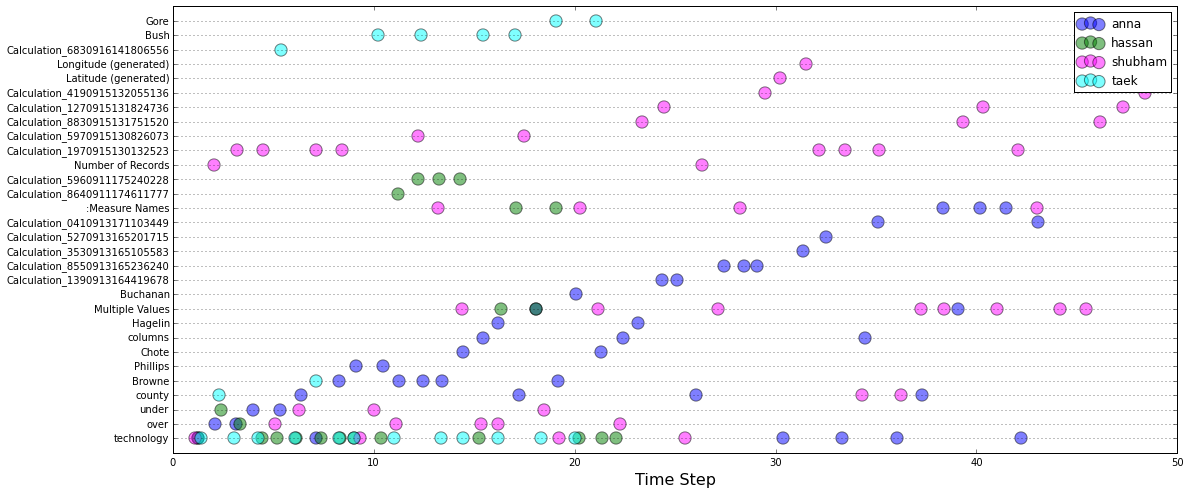 Gore
Bush
Calculation_6830916141806556
Longitude (generated)
Latitude (generated)
Calculation_4190915132055136
Calculation_1270915131824736
Calculation_8830915131751520
Calculation_5970915130826073
Calculation_1970915130132523
Number of Records
Calculation_5960911175240228
Calculation_8640911174611777
:Measure Names
Calculation_0410913171103449
Calculation_5270913165201715
Calculation_3530913165105583
Calculation_8550913165236240
Calculation_1390913164419678
Buchanan
Multiple Values
Hagelin
columns
Chote
Phillips
Browne
county
under
over
technology
0 10 20 30 40 50
Time Step
anna
hassan
shubham
taek